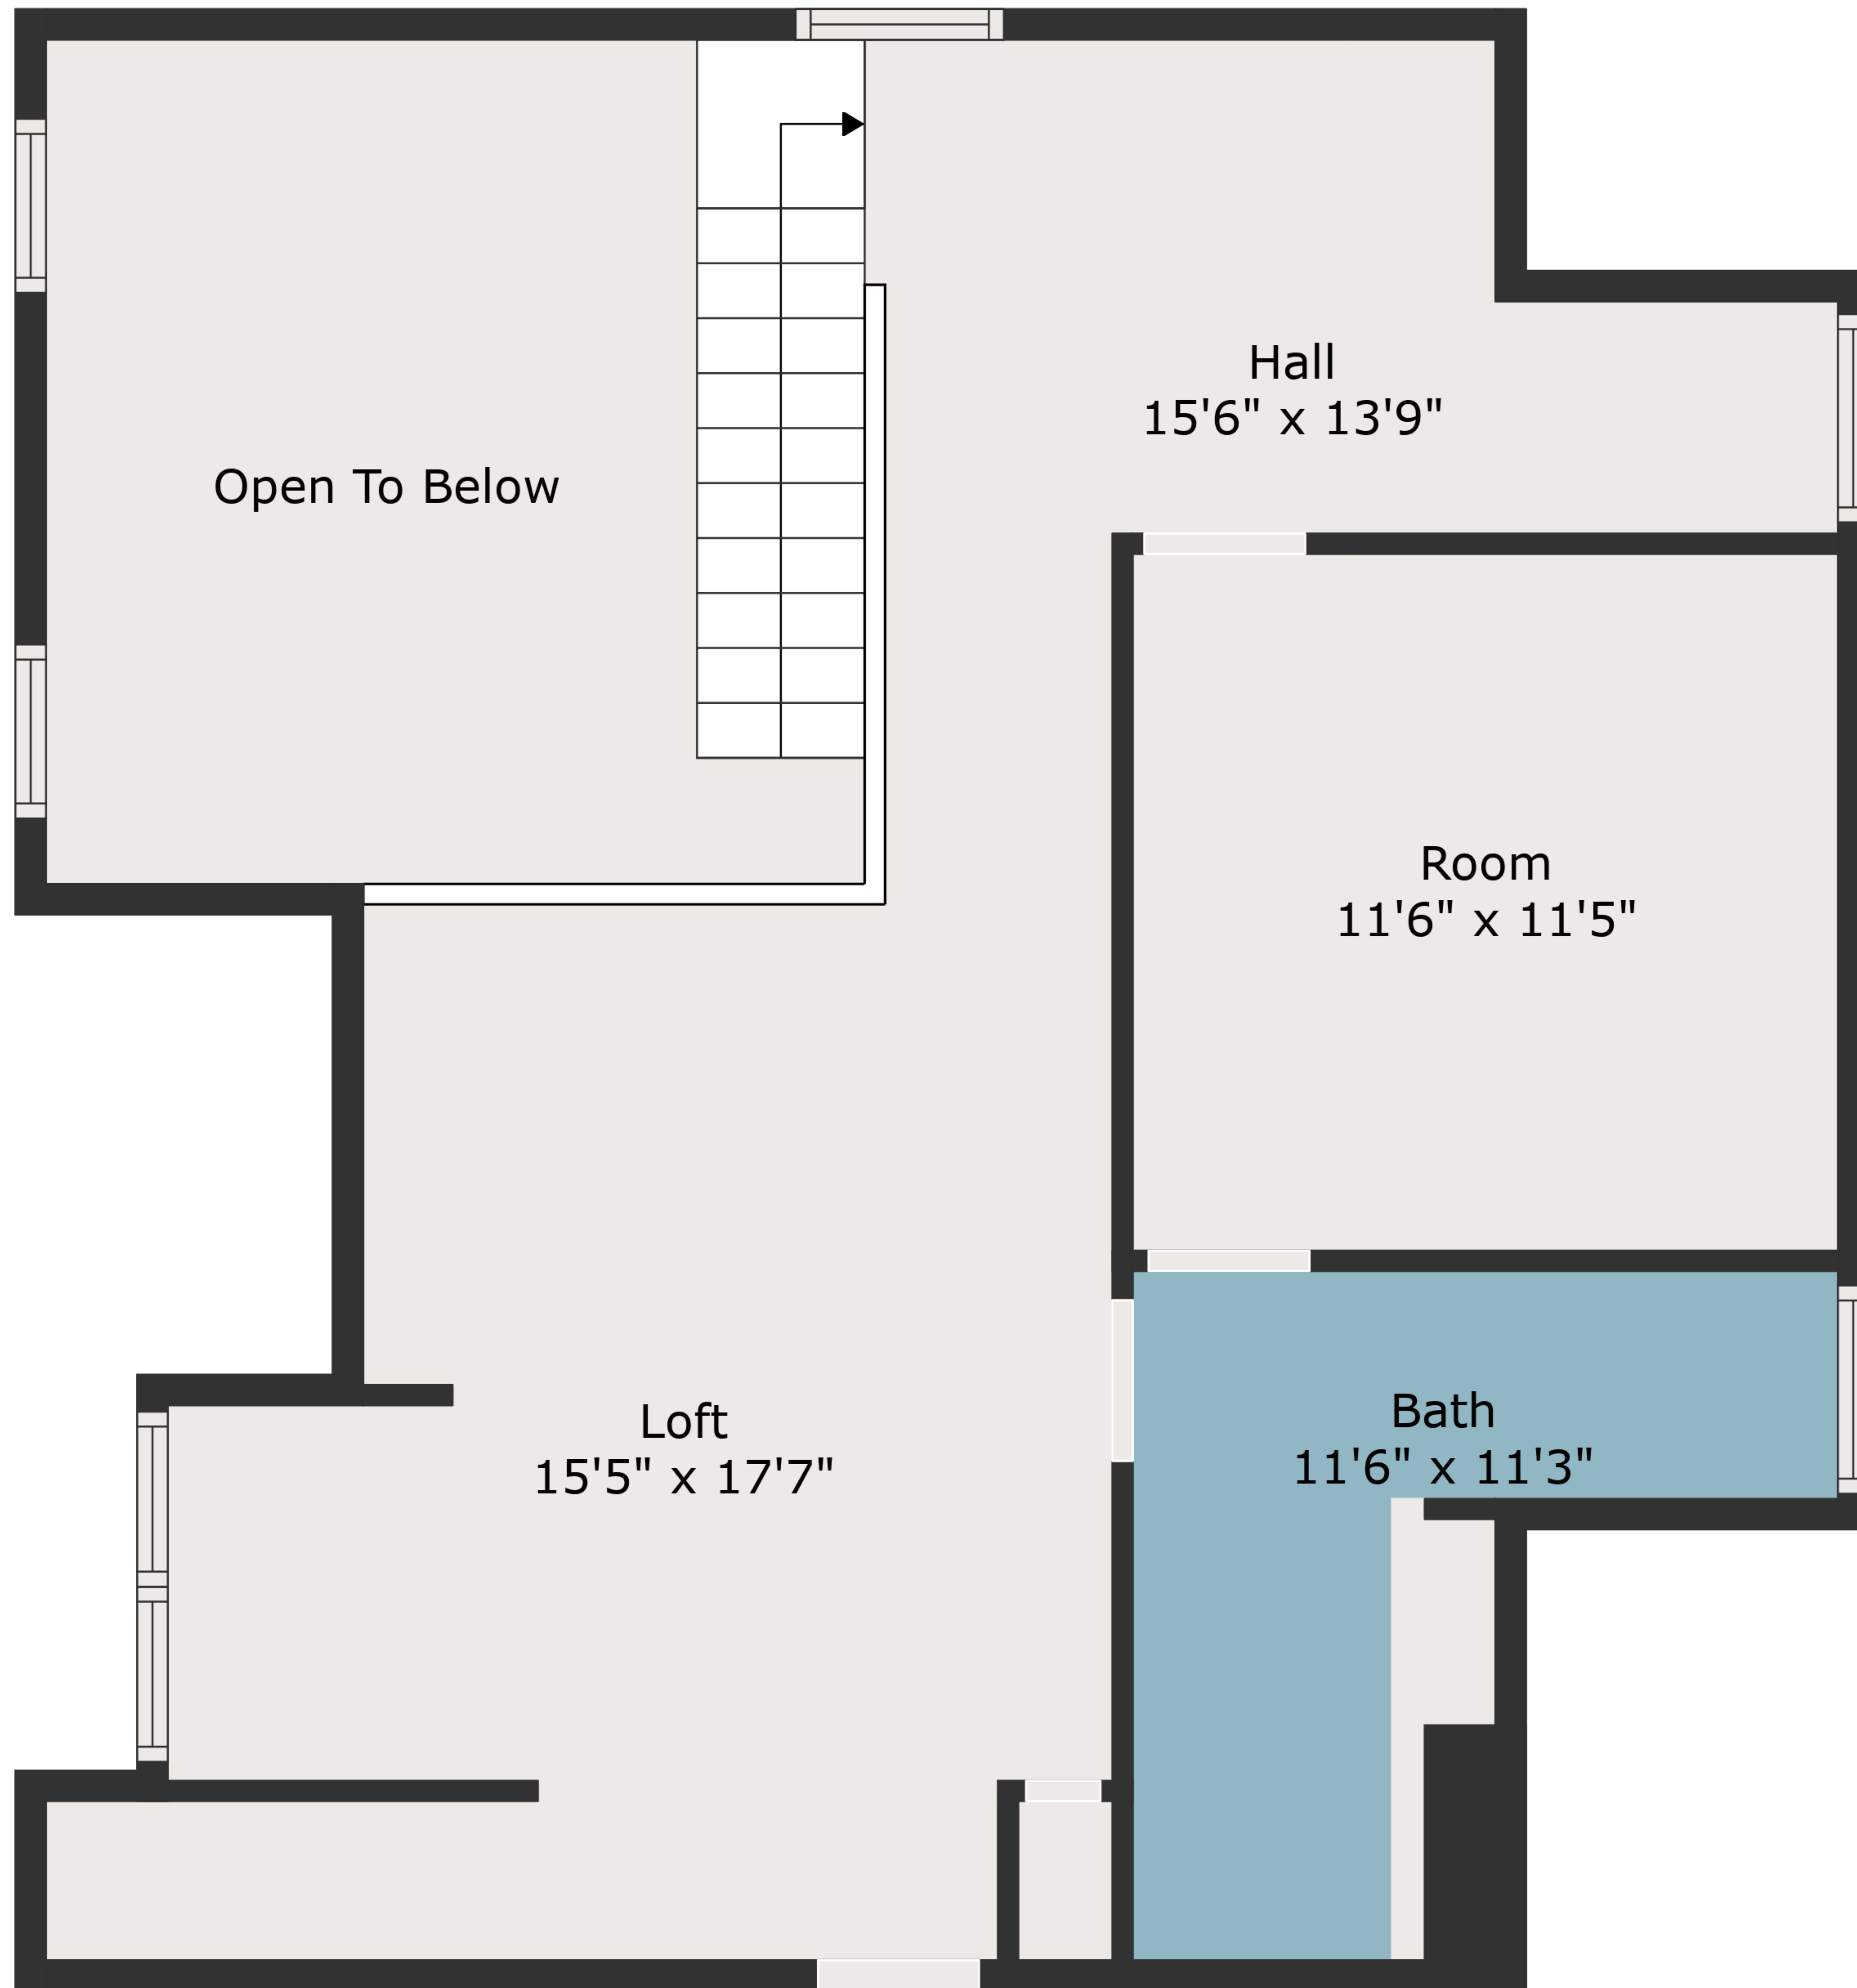 Hall
15'6" x 13'9"
Open To Below
Room
11'6" x 11'5"
Loft
15'5" x 17'7"
Bath
11'6" x 11'3"